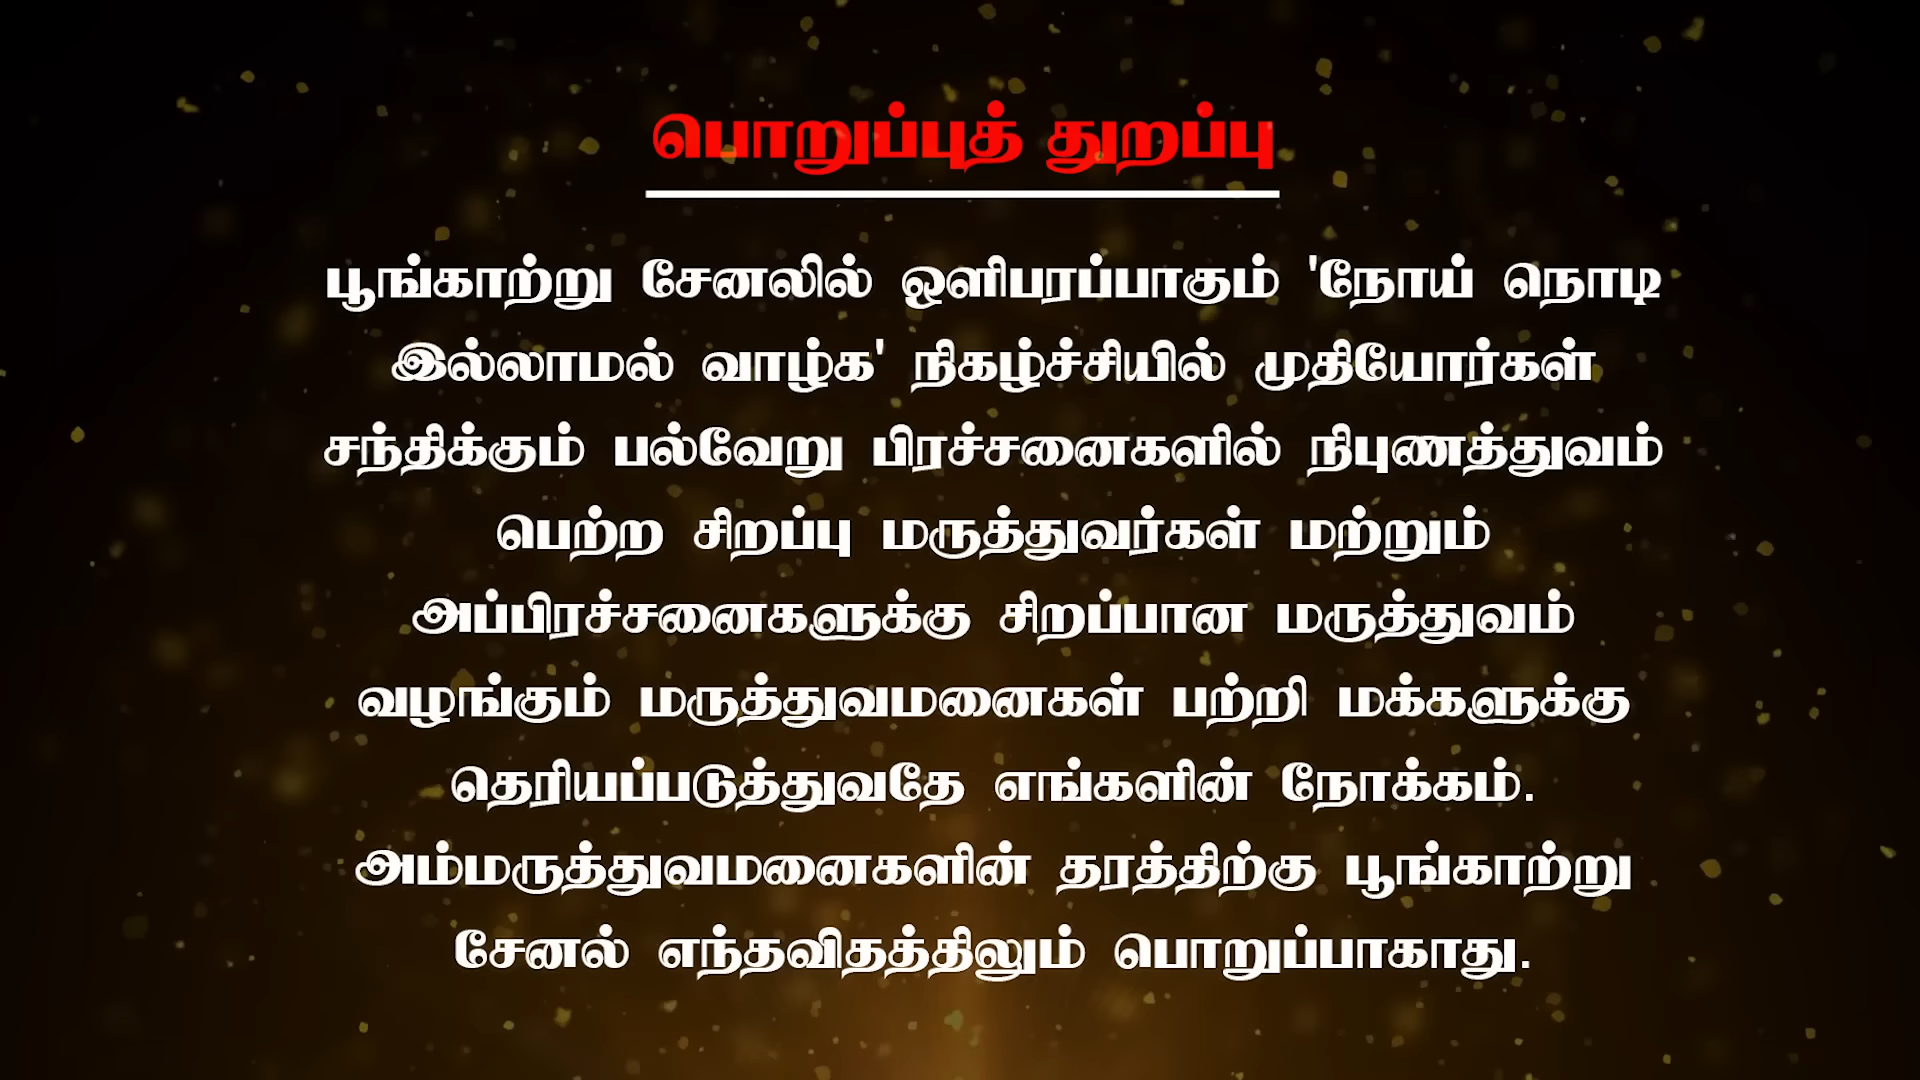 பொறுப்புத் துறப்பு
பூங்காற்று சேனலில் ஒளிபரப்பாகும் 'நோய் நொடி
இல்லாமல் வாழ்க' நிகழ்ச்சியில் முதியோர்கள்
சந்திக்கும் பல்வேறு பிரச்சனைகளில் நிபுணத்துவம்
பெற்ற சிறப்பு மருத்துவர்கள் மற்றும்
அப்பிரச்சனைகளுக்கு சிறப்பான மருத்துவம்
வழங்கும் மருத்துவமனைகள் பற்றி மக்களுக்கு
தெரியப்படுத்துவதே எங்களின் நோக்கம்.
அம்மருத்துவமனைகளின் தரத்திற்கு பூங்காற்று
சேனல் எந்தவிதத்திலும் பொறுப்பாகாது.